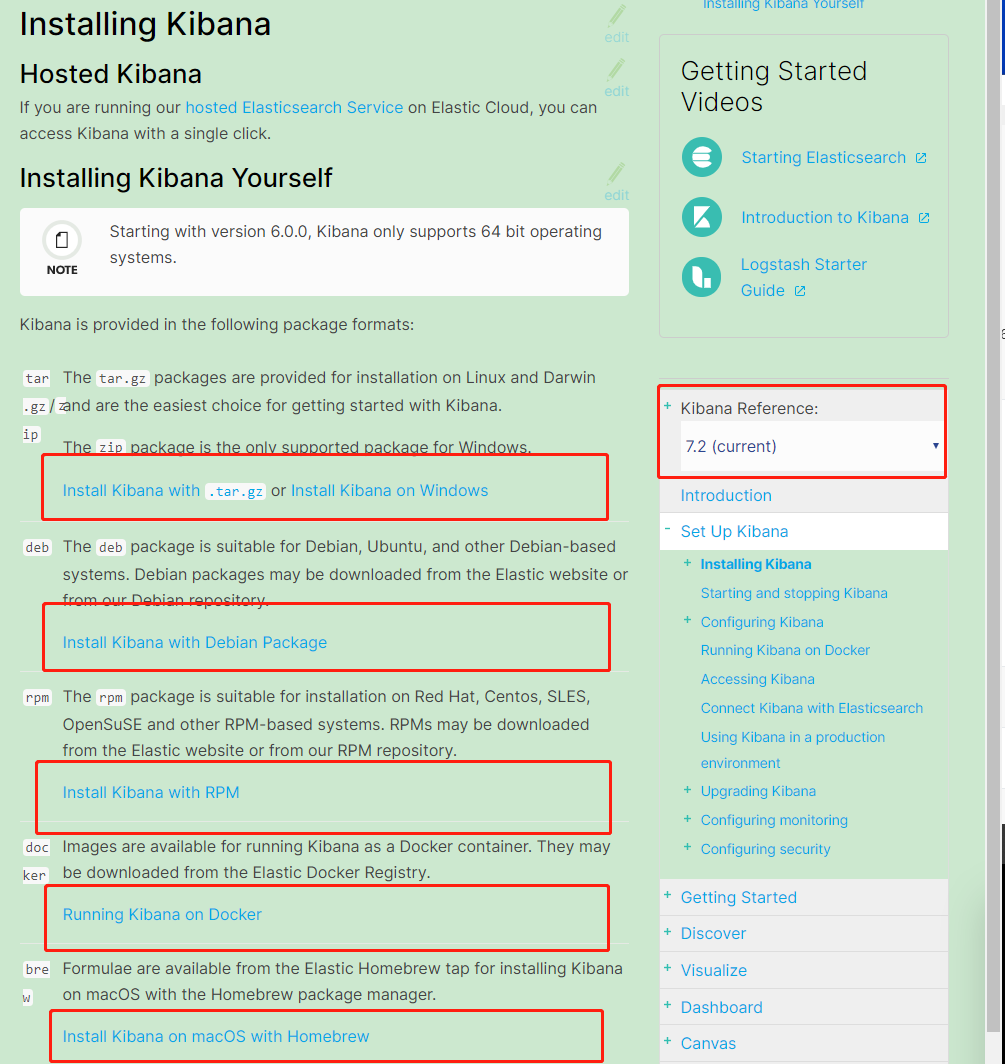 Installing Kibana
edit
Hosted Kibana
edit
If you are running our hosted Elasticsearch Service on Elastic Cloud, you can
access Kibana with a single click.
Installing Kibana Yourself
edit
NOTE
Starting with version 6.0.0, Kibana only supports 64 bit operating
systems.
Kibana is provided in the following package formats:
tar
.gz/z
ip
The tar.gz packages are provided for installation on Linux and Darwin
and are the easiest choice for getting started with Kibana.
The zip package is the only supported package for Windows.
Install Kibana with .tar.gz or Install Kibana on Windows
deb
The deb package is suitable for Debian, Ubuntu, and other Debian-based
systems. Debian packages may be downloaded from the Elastic website or
from our Debian repository.
Install Kibana with Debian Package
rpm
The rpm package is suitable for installation on Red Hat, Centos, SLES,
OpenSuSE and other RPM-based systems. RPMs may be downloaded
from the Elastic website or from our RPM repository.
Install Kibana with RPM
doc
ker
Images are available for running Kibana as a Docker container. They may
be downloaded from the Elastic Docker Registry.
Running Kibana on Docker
bre
w
Formulae are available from the Elastic Homebrew tap for installing Kibana
on macOS with the Homebrew package manager.
Install Kibana on macOS with Homebrew
Installing Kibana Yourself
Getting Started
Videos
Starting Elasticsearch
Introduction to Kibana
Logstash Starter
Guide
+ Kibana Reference:
7.2 (current)
Introduction
- Set Up Kibana
+ Installing Kibana
Starting and stopping Kibana
+ Configuring Kibana
Running Kibana on Docker
Accessing Kibana
Connect Kibana with Elasticsearch
Using Kibana in a production
environment
+ Upgrading Kibana
+ Configuring monitoring
+ Configuring security
+ Getting Started
+ Discover
+ Visualize
+ Dashboard
+ Canvas